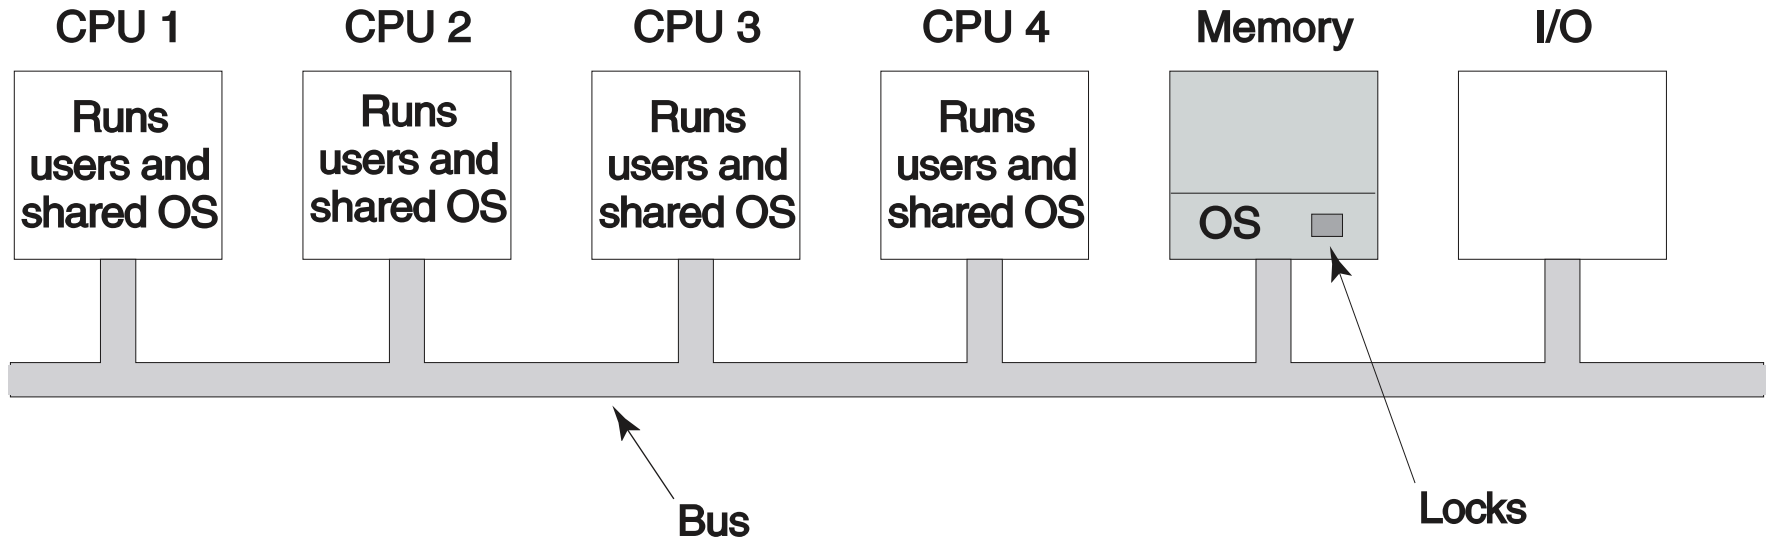 CPU 1
CPU 2
CPU 3
CPU 4
Memory
I/O
Runs
users and
shared OS
Runs
users and
shared OS
Runs
users and
shared OS
Runs
users and
shared OS
OS
Bus
Locks